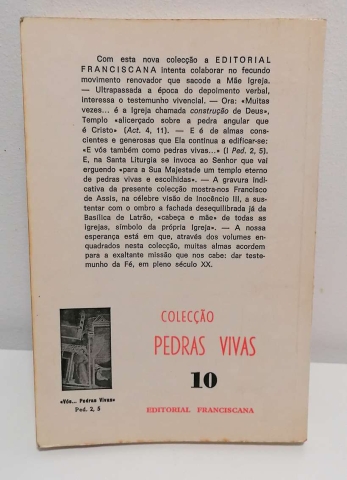 Com esta nova colecção a EDITORIAL
FRANCISCANA intenta colaborar no fecundo
movimento renovador que sacode a Mãe Igreja.
— Ultrapassada a época do depoimento verbal,
interessa o testemunho vivencial. — Ora: «Muitas
vezes... é a Igreja chamada construção de Deus»,
Templo «alicerçado sobre a pedra angular que
é Cristo» (Act. 4, 11). — E é de almas cons-
cientes e generosas que Ela continua a edificar-se:
«E vós também como pedras vivas...» (I Ped. 2, 5).
E, na Santa Liturgia se invoca ao Senhor que vai
erguendo «para a Sua Majestade um templo eterno
de pedras vivas e escolhidas». — A gravura indi-
cativa da presente colecção mostra-nos Francisco
de Assis, na célebre visão de Inocêncio III, a sus-
tentar com o ombro a fachada desequilibrada já da
Basílica de Latrão, «cabeça e mãe» de todas as
Igrejas, símbolo da própria Igreja». — A nossa
esperança está em que, através dos volumes en-
quadrados nesta colecção, muitas almas acordem
para a exaltante missão que nos cabe: dar teste-
munho da Fé, em pleno século XX.
COLECÇÃO
PEDRAS VIVAS
10
EDITORIAL FRANCISCANA
«Vós... Pedras Vivas»
Ped. 2, 5